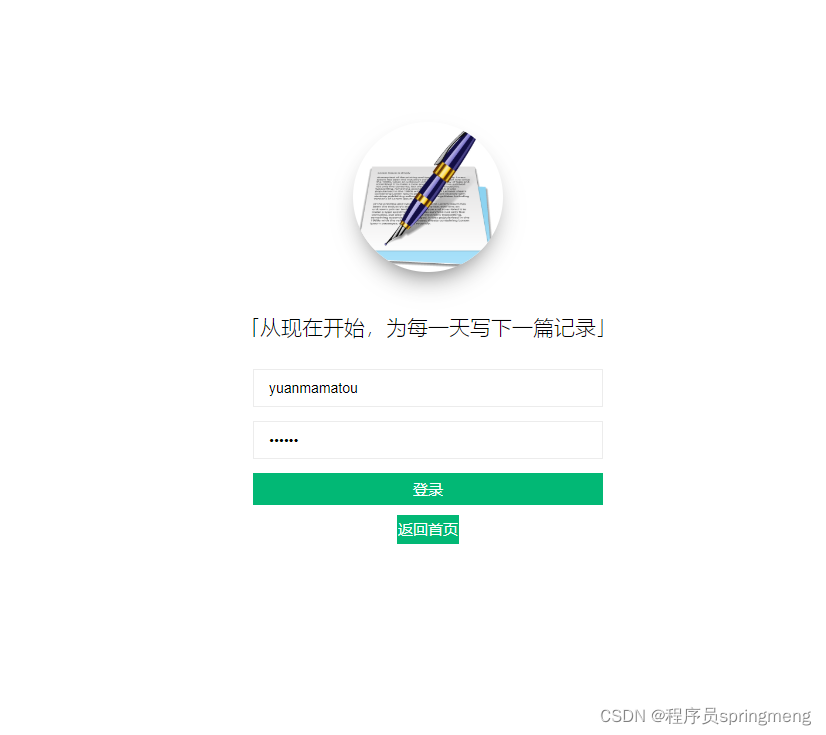 「从现在开始，为每一天写下一篇记录」
yuanmamatou
••••••
登录
返回首页
CSDN @程序员springmeng